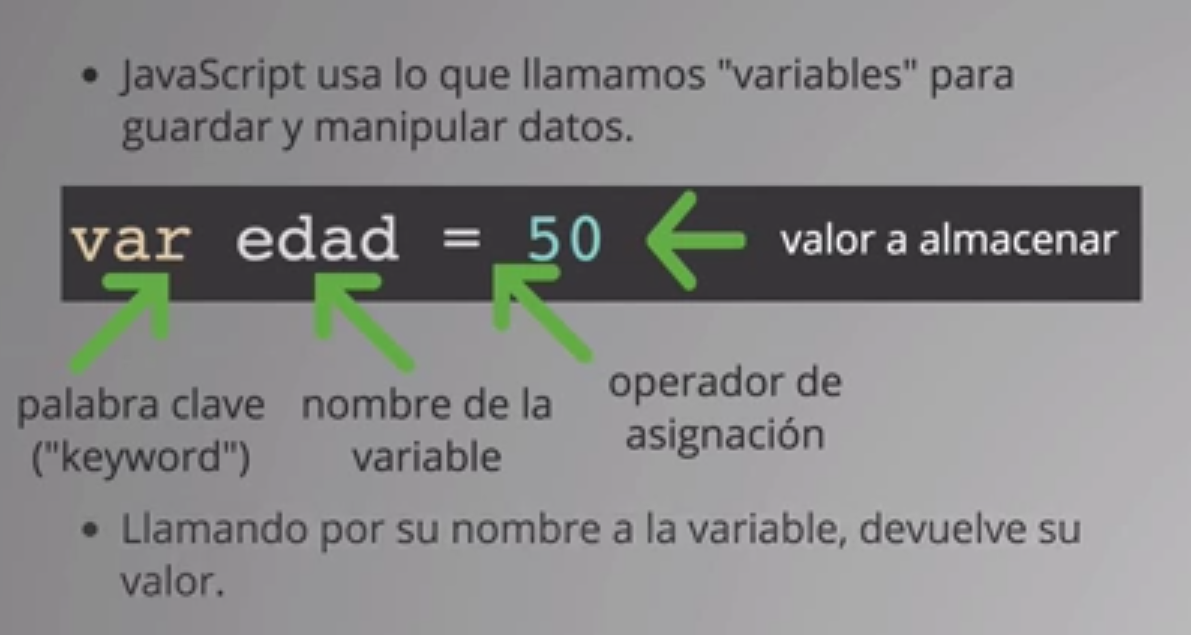 • JavaScript usa lo que llamamos "variables" para
guardar y manipular datos.
var edad = 50
valor a almacenar
palabra clave
("keyword")
nombre de la
variable
operador de
asignación
• Llamando por su nombre a la variable, devuelve su
valor.